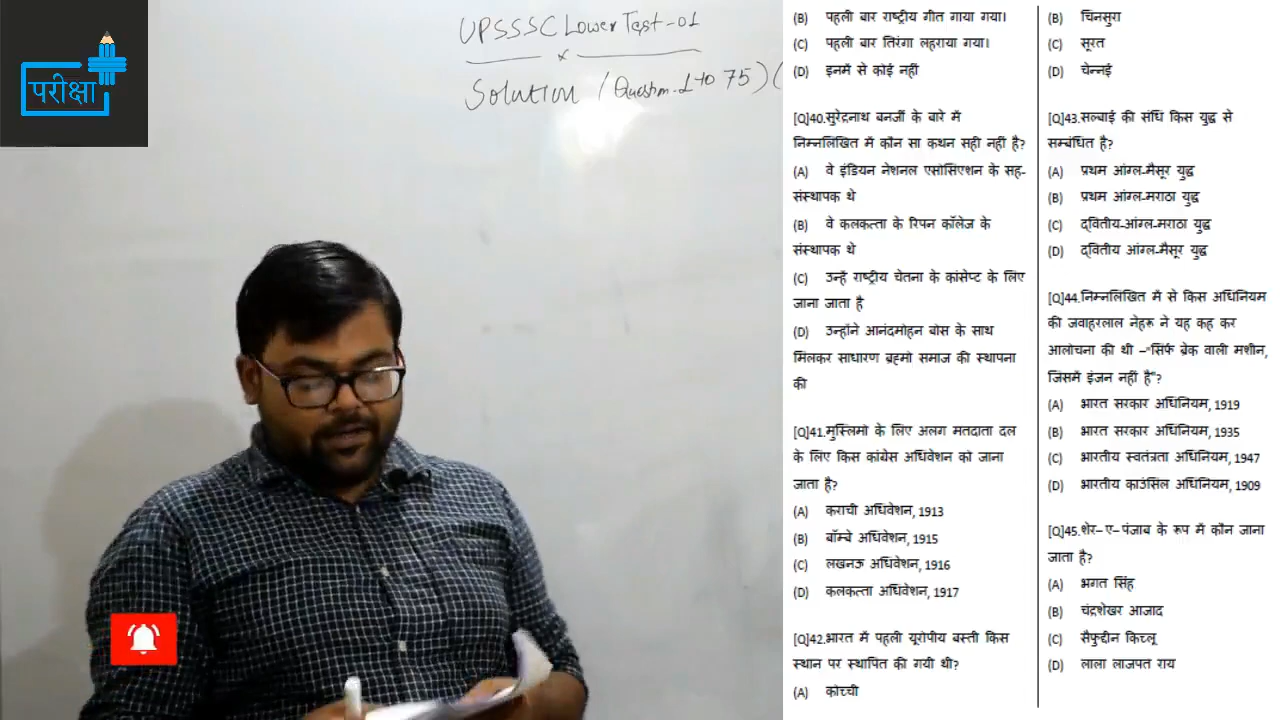 परीक्षा
UPSSSC Lower Test-01
Solution (Question-1 to 75) (
(B) पहली बार राष्ट्रीय गीत गाया गया।
(C) पहली बार तिरंगा लहराया गया।
(D) इनमें से कोई नहीं
[Q]40.सुरेंद्रनाथ बनर्जी के बारे में
निम्नलिखित में कौन सा कथन सही नहीं है?
(A) वे इंडियन नेशनल एसोसिएशन के सह-
संस्थापक थे
(B) वे कलकत्ता के रिपन कॉलेज के
संस्थापक थे
(C) उन्हें राष्ट्रीय चेतना के कांसेप्ट के लिए
जाना जाता है
(D) उन्होंने आनंदमोहन बोस के साथ
मिलकर साधारण ब्रह्मो समाज की स्थापना
की
[Q]41.मुस्लिमों के लिए अलग मतदाता दल
के लिए किस कांग्रेस अधिवेशन को जाना
जाता है?
(A) कराची अधिवेशन, 1913
(B) बॉम्बे अधिवेशन, 1915
(C) लखनऊ अधिवेशन, 1916
(D) कलकत्ता अधिवेशन, 1917
[Q]42.भारत में पहली यूरोपीय बस्ती किस
स्थान पर स्थापित की गयी थी?
(A) कोच्ची
(B) चिनसुरा
(C) सूरत
(D) चेन्नई
[Q]43.सल्बाई की संधि किस युद्ध से
सम्बंधित है?
(A) प्रथम आंग्ल-मैसूर युद्ध
(B) प्रथम आंग्ल-मराठा युद्ध
(C) द्वितीय-आंग्ल-मराठा युद्ध
(D) द्वितीय आंग्ल-मैसूर युद्ध
[Q]44.निम्नलिखित में से किस अधिनियम
की जवाहरलाल नेहरू ने यह कह कर
आलोचना की थी –"सिर्फ ब्रेक वाली मशीन,
जिसमें इंजन नहीं है"?
(A) भारत सरकार अधिनियम, 1919
(B) भारत सरकार अधिनियम, 1935
(C) भारतीय स्वतंत्रता अधिनियम, 1947
(D) भारतीय काउंसिल अधिनियम, 1909
[Q]45.शेर– ए– पंजाब के रूप में कौन जाना
जाता है?
(A) भगत सिंह
(B) चंद्रशेखर आजाद
(C) सैफुद्दीन किच्लू
(D) लाला लाजपत राय